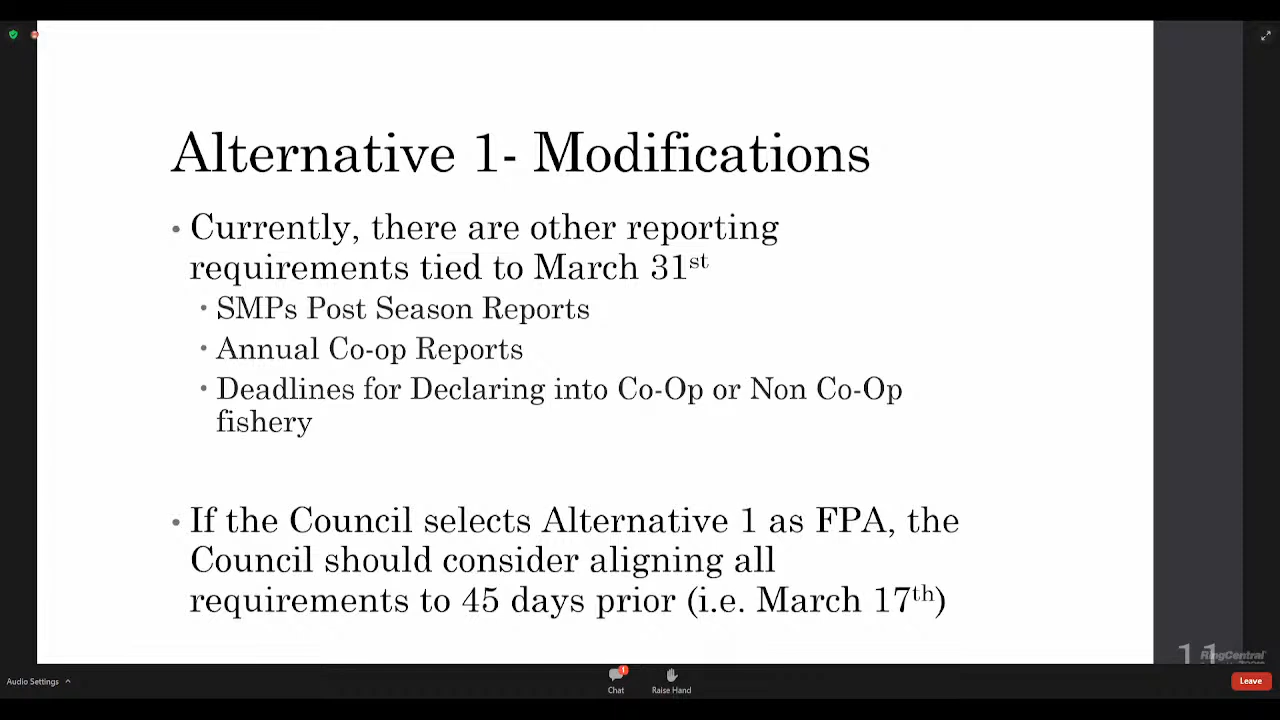 Alternative 1- Modifications
• Currently, there are other reporting
requirements tied to March 31st
• SMPs Post Season Reports
• Annual Co-op Reports
• Deadlines for Declaring into Co-Op or Non Co-Op
fishery
• If the Council selects Alternative 1 as FPA, the
Council should consider aligning all
requirements to 45 days prior (i.e. March 17th)
11
RingCentral
Audio Settings
1
Chat
Raise Hand
Leave